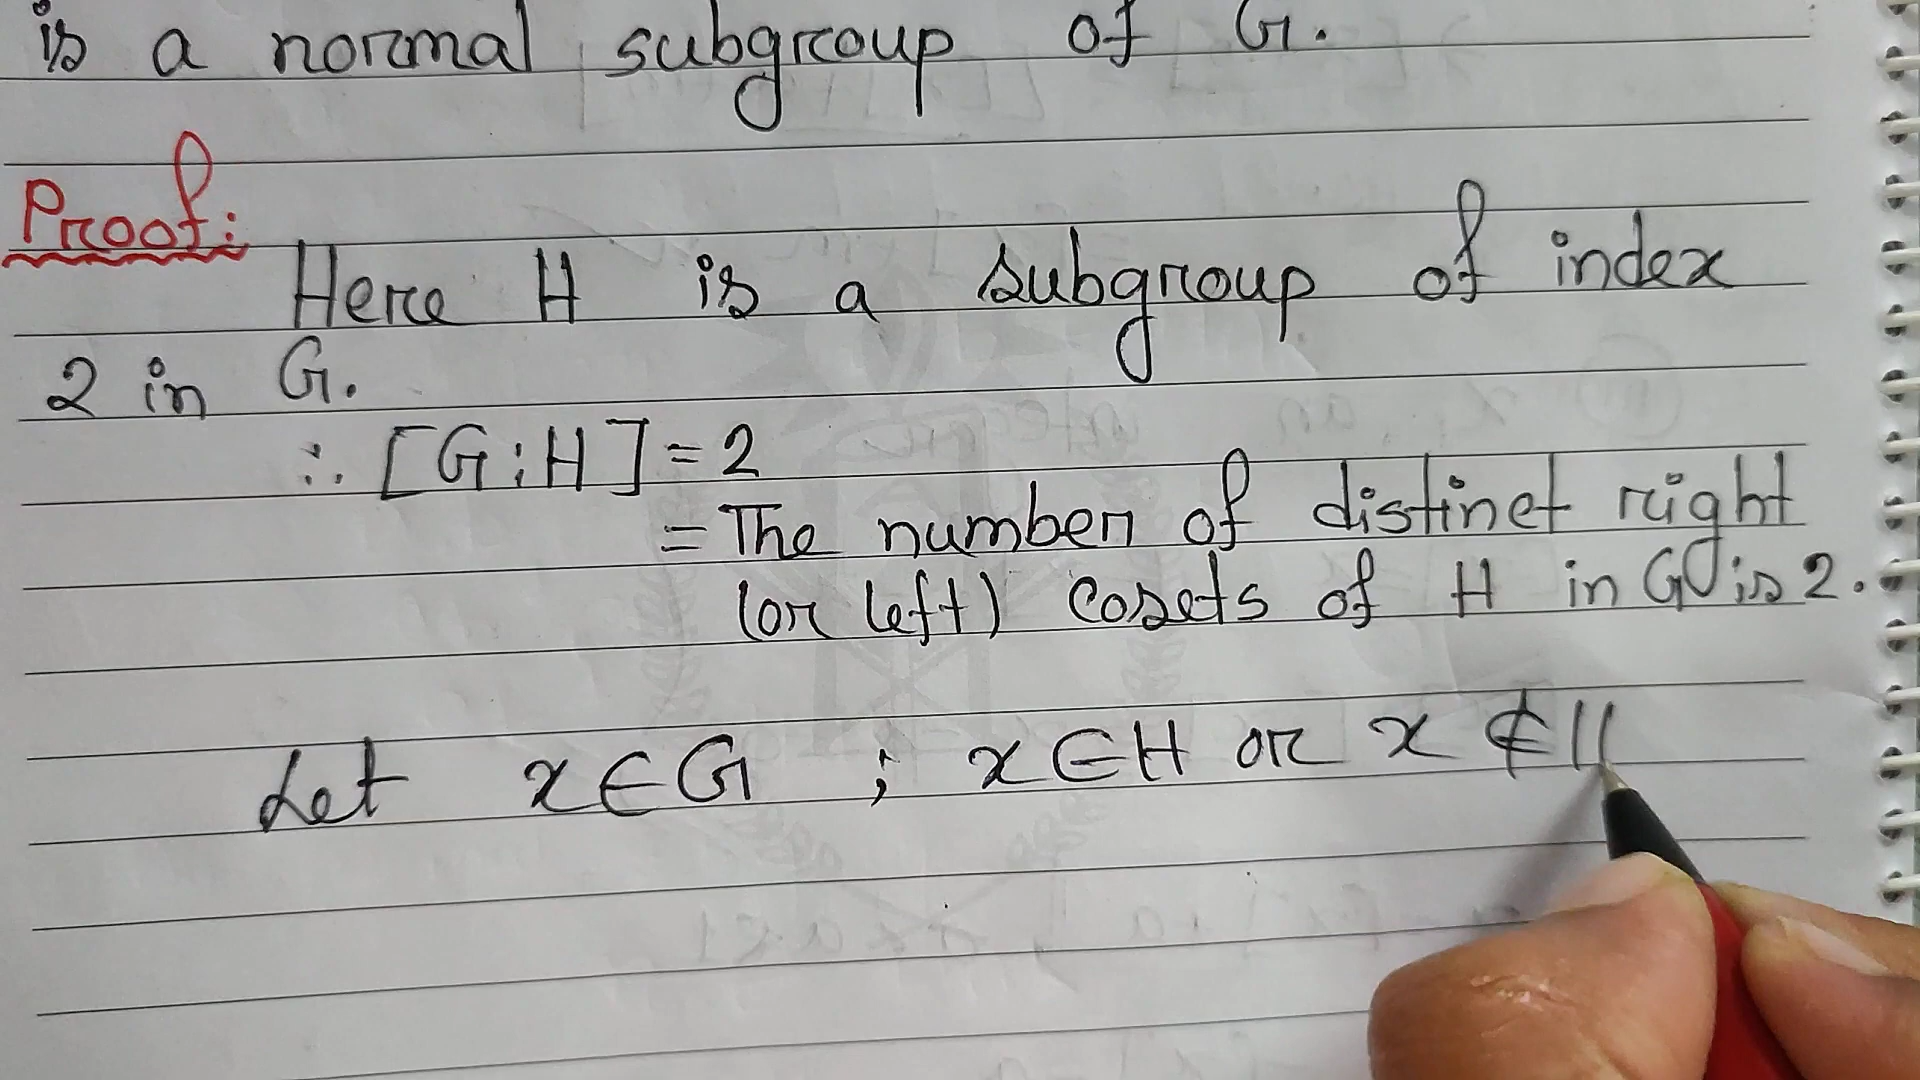 is a normal subgroup of G.
Proof:
Here H is a subgroup of index
2 in G.
∴ [G:H] = 2
= The number of distinct right
(or left) cosets of H in G is 2.
Let x ∈ G ; x ∈ H or x ∉